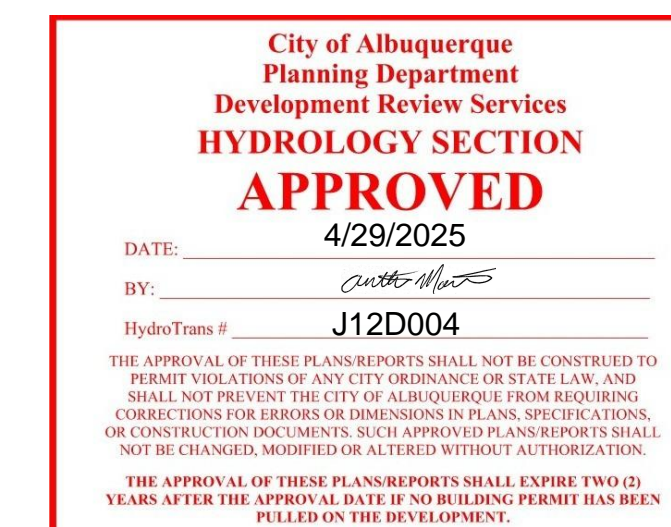 City of Albuquerque
Planning Department
Development Review Services
HYDROLOGY SECTION
APPROVED
DATE: 4/29/2025
BY:
HydroTrans # J12D004
THE APPROVAL OF THESE PLANS/REPORTS SHALL NOT BE CONSTRUED TO
PERMIT VIOLATIONS OF ANY CITY ORDINANCE OR STATE LAW, AND
SHALL NOT PREVENT THE CITY OF ALBUQUERQUE FROM REQUIRING
CORRECTIONS FOR ERRORS OR DIMENSIONS IN PLANS, SPECIFICATIONS,
OR CONSTRUCTION DOCUMENTS. SUCH APPROVED PLANS/REPORTS SHALL
NOT BE CHANGED, MODIFIED OR ALTERED WITHOUT AUTHORIZATION.
THE APPROVAL OF THESE PLANS/REPORTS SHALL EXPIRE TWO (2)
YEARS AFTER THE APPROVAL DATE IF NO BUILDING PERMIT HAS BEEN
PULLED ON THE DEVELOPMENT.